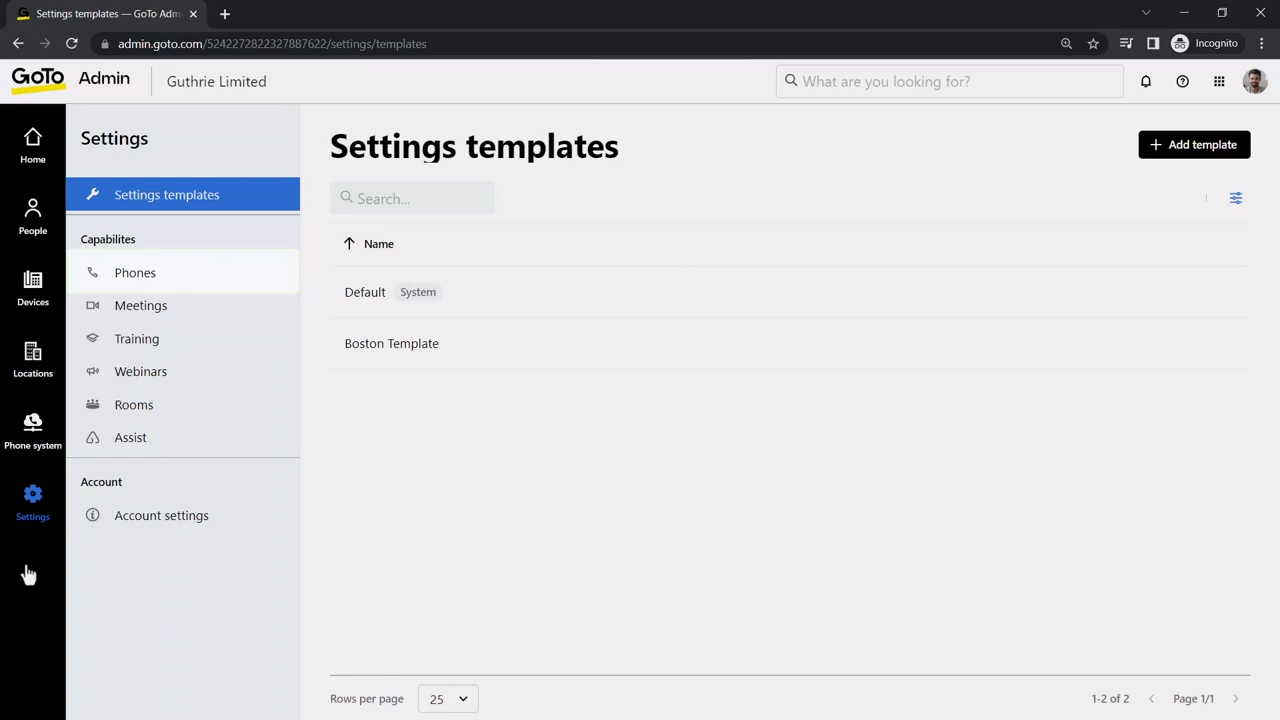 Settings templates — GoTo Adm
admin.goto.com/5242272822327887622/settings/templates
Incognito
GoTo Admin
Guthrie Limited
What are you looking for?
Home
People
Devices
Locations
Phone system
Settings
Settings
Settings templates
Capabilites
Phones
Meetings
Training
Webinars
Rooms
Assist
Account
Account settings
Settings templates
+ Add template
Search...
Name
Default System
Boston Template
Rows per page 25
1-2 of 2
Page 1/1